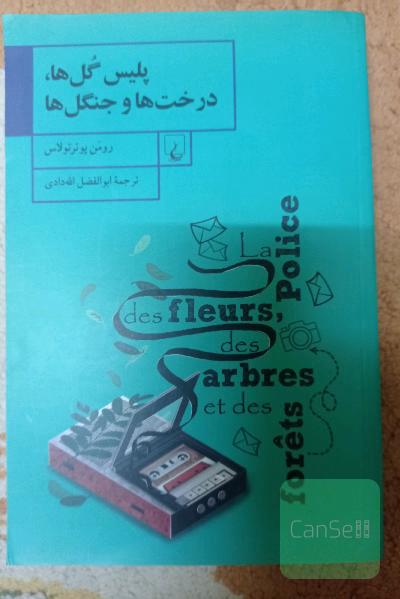 پلیس گُل‌ها،
درخت‌ها و جنگل‌ها
رومَن پوئرتولاس
ترجمهٔ ابوالفضل الله‌دادی
La Police
des fleurs,
des
arbres
et des
forêts
CanSell